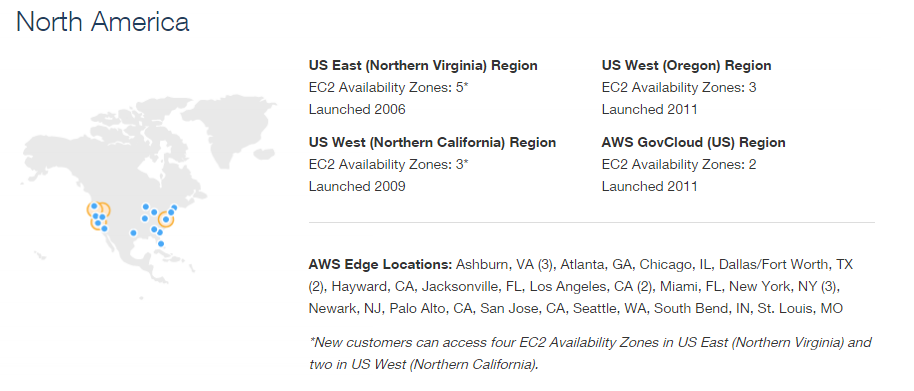 North America
US East (Northern Virginia) Region
EC2 Availability Zones: 5*
Launched 2006
US West (Oregon) Region
EC2 Availability Zones: 3
Launched 2011
US West (Northern California) Region
EC2 Availability Zones: 3*
Launched 2009
AWS GovCloud (US) Region
EC2 Availability Zones: 2
Launched 2011
AWS Edge Locations: Ashburn, VA (3), Atlanta, GA, Chicago, IL, Dallas/Fort Worth, TX
(2), Hayward, CA, Jacksonville, FL, Los Angeles, CA (2), Miami, FL, New York, NY (3),
Newark, NJ, Palo Alto, CA, San Jose, CA, Seattle, WA, South Bend, IN, St. Louis, MO
*New customers can access four EC2 Availability Zones in US East (Northern Virginia) and
two in US West (Northern California).